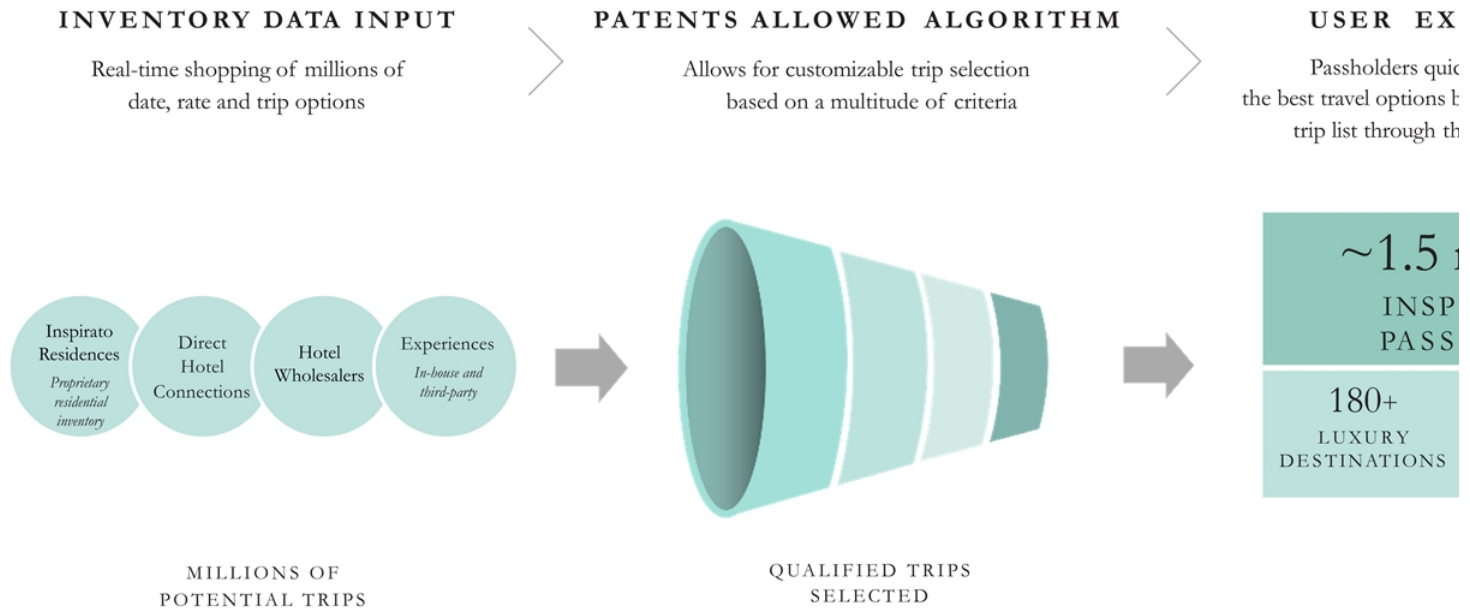 INVENTORY DATA INPUT
Real-time shopping of millions of
date, rate and trip options
Inspirato
Residences
Proprietary
residential
inventory
Direct
Hotel
Connections
Hotel
Wholesalers
Experiences
In-house and
third-party
MILLIONS OF
POTENTIAL TRIPS
PATENTS ALLOWED ALGORITHM
Allows for customizable trip selection
based on a multitude of criteria
QUALIFIED TRIPS
SELECTED
USER
Passholders
the best travel options
trip list through
~1.5
180+
LUXURY
DESTINATIONS